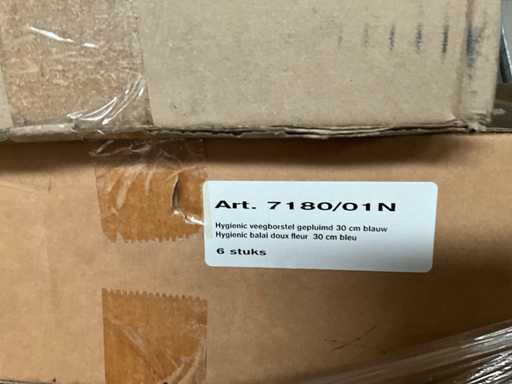 Art. 7180/01N
Hygienic veegborstel gepluimd 30 cm blauw
Hygienic balai doux fleur 30 cm bleu
6 stuks